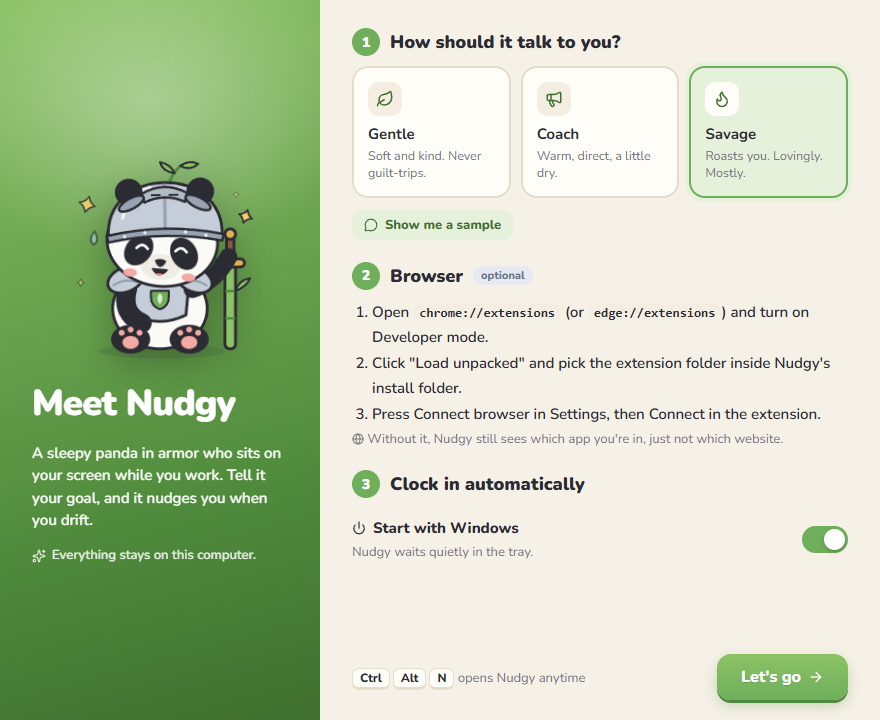 Meet Nudgy
A sleepy panda in armor who sits on
your screen while you work. Tell it
your goal, and it nudges you when
you drift.
Everything stays on this computer.
1 How should it talk to you?
Gentle
Soft and kind. Never
guilt-trips.
Coach
Warm, direct, a little
dry.
Savage
Roasts you. Lovingly.
Mostly.
Show me a sample
2 Browser optional
1. Open chrome://extensions (or edge://extensions) and turn on
Developer mode.
2. Click "Load unpacked" and pick the extension folder inside Nudgy's
install folder.
3. Press Connect browser in Settings, then Connect in the extension.
Without it, Nudgy still sees which app you're in, just not which website.
3 Clock in automatically
Start with Windows
Nudgy waits quietly in the tray.
Ctrl Alt N opens Nudgy anytime
Let's go →